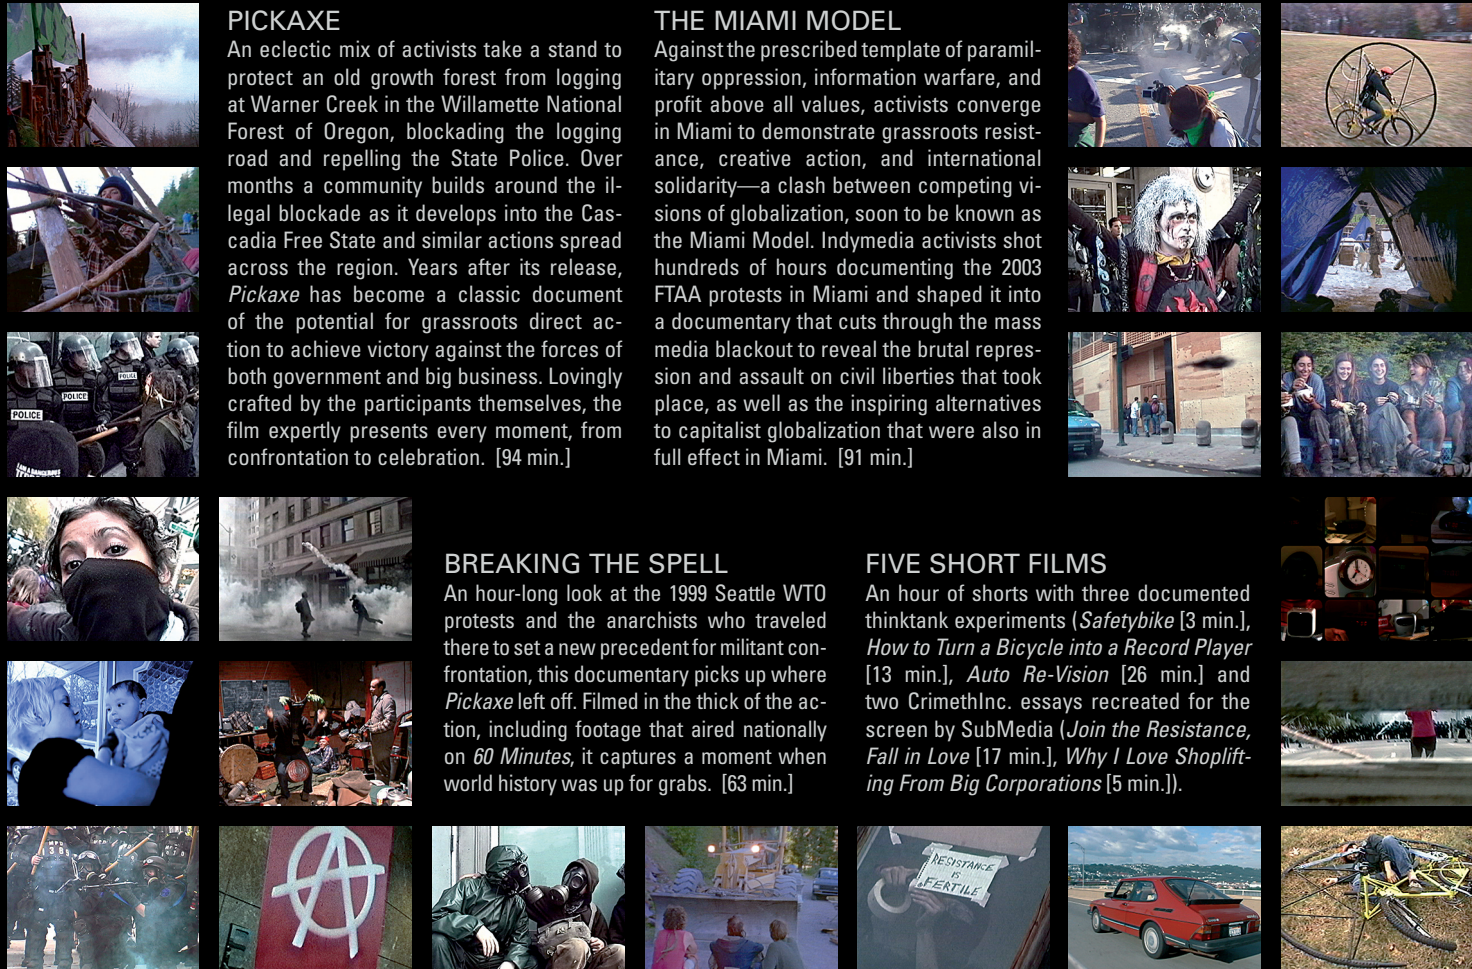 PICKAXE
An eclectic mix of activists take a stand to
protect an old growth forest from logging
at Warner Creek in the Willamette National
Forest of Oregon, blockading the logging
road and repelling the State Police. Over
months a community builds around the il-
legal blockade as it develops into the Cas-
cadia Free State and similar actions spread
across the region. Years after its release,
Pickaxe has become a classic document
of the potential for grassroots direct ac-
tion to achieve victory against the forces of
both government and big business. Lovingly
crafted by the participants themselves, the
film expertly presents every moment, from
confrontation to celebration. [94 min.]
THE MIAMI MODEL
Against the prescribed template of paramil-
itary oppression, information warfare, and
profit above all values, activists converge
in Miami to demonstrate grassroots resist-
ance, creative action, and international
solidarity—a clash between competing vi-
sions of globalization, soon to be known as
the Miami Model. Indymedia activists shot
hundreds of hours documenting the 2003
FTAA protests in Miami and shaped it into
a documentary that cuts through the mass
media blackout to reveal the brutal repres-
sion and assault on civil liberties that took
place, as well as the inspiring alternatives
to capitalist globalization that were also in
full effect in Miami. [91 min.]
POLICE
POLICE
POLICE
BREAKING THE SPELL
An hour-long look at the 1999 Seattle WTO
protests and the anarchists who traveled
there to set a new precedent for militant con-
frontation, this documentary picks up where
Pickaxe left off. Filmed in the thick of the ac-
tion, including footage that aired nationally
on 60 Minutes, it captures a moment when
world history was up for grabs. [63 min.]
FIVE SHORT FILMS
An hour of shorts with three documented
thinktank experiments (Safetybike [3 min.],
How to Turn a Bicycle into a Record Player
[13 min.], Auto Re-Vision [26 min.] and
two CrimethInc. essays recreated for the
screen by SubMedia (Join the Resistance,
Fall in Love [17 min.], Why I Love Shoplift-
ing From Big Corporations [5 min.]).
RESISTANCE
IS
FERTILE